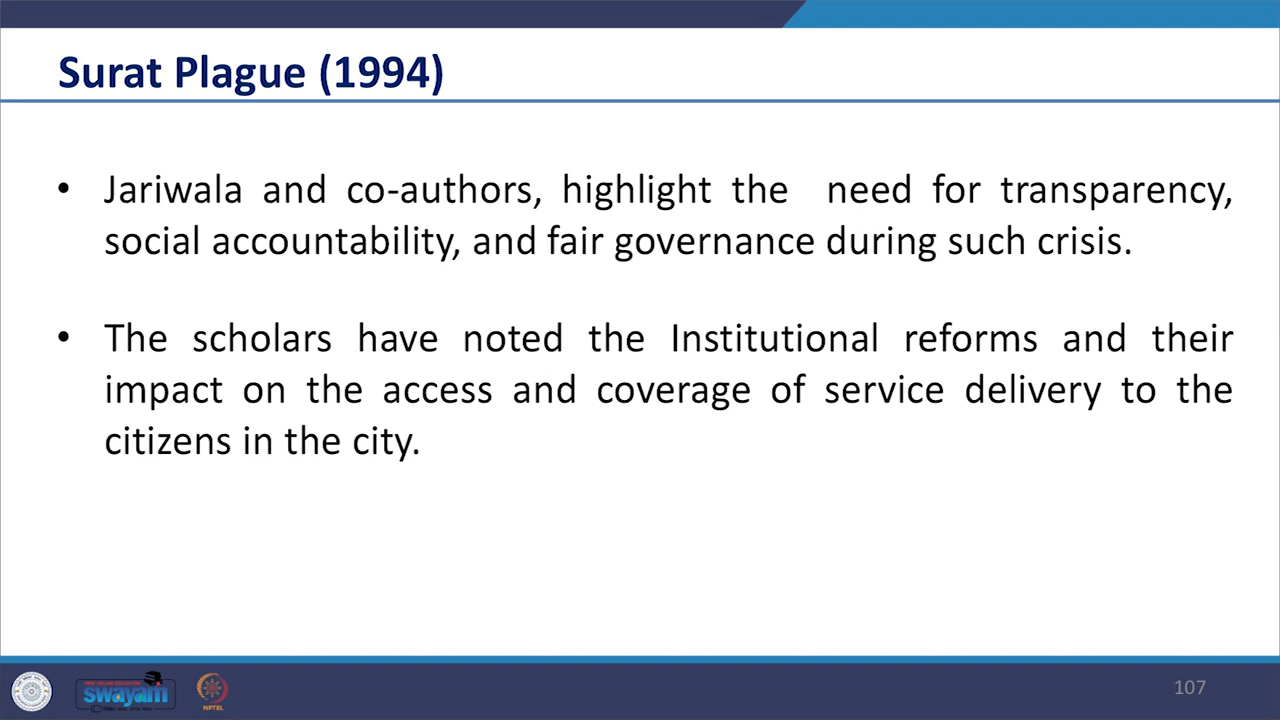 Surat Plague (1994)
• Jariwala and co-authors, highlight the need for transparency,
social accountability, and fair governance during such crisis.
• The scholars have noted the Institutional reforms and their
impact on the access and coverage of service delivery to the
citizens in the city.
swayam
NPTEL
107